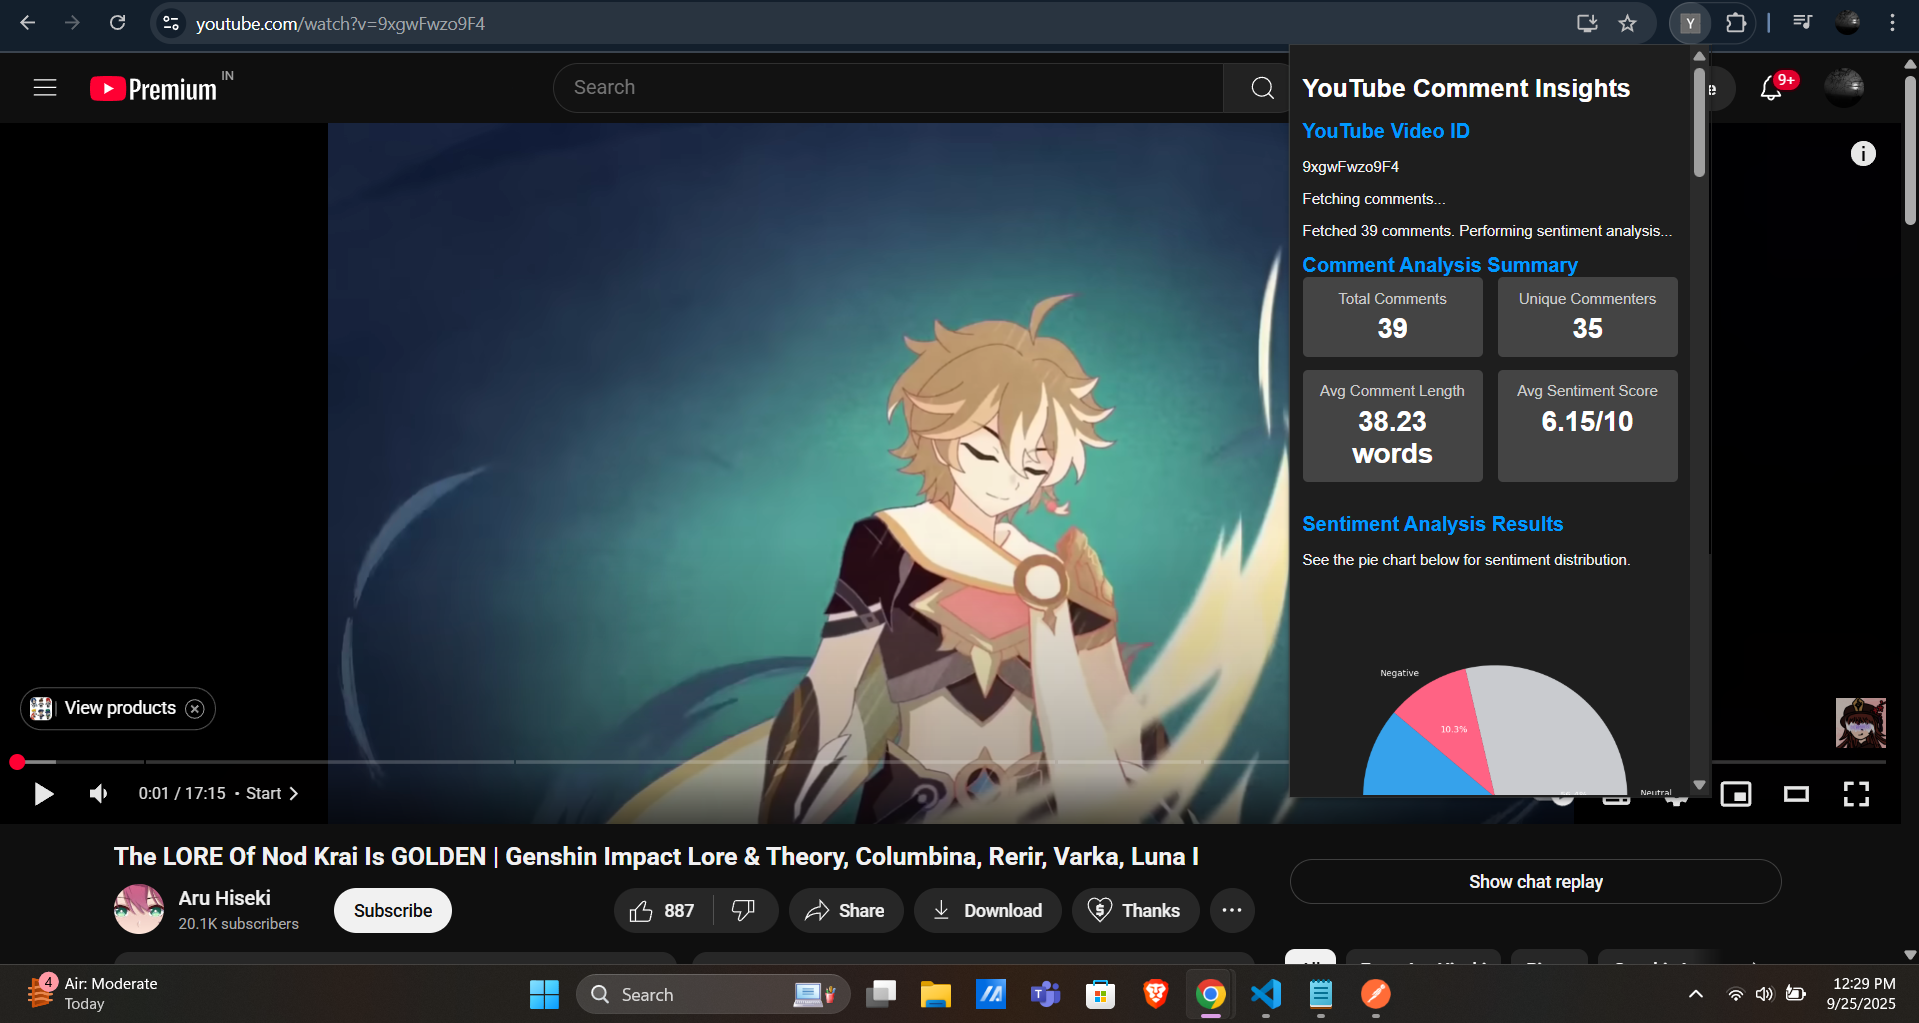 youtube.com/watch?v=9xgwFwzo9F4
Y
Premium IN
Search
9+
YouTube Comment Insights
YouTube Video ID
9xgwFwzo9F4
Fetching comments...
Fetched 39 comments. Performing sentiment analysis...
Comment Analysis Summary
Total Comments
39
Unique Commenters
35
Avg Comment Length
38.23
words
Avg Sentiment Score
6.15/10
Sentiment Analysis Results
See the pie chart below for sentiment distribution.
Negative
10.3%
Neutral
View products
0:01 / 17:15 • Start
The LORE Of Nod Krai Is GOLDEN | Genshin Impact Lore & Theory, Columbina, Rerir, Varka, Luna I
Aru Hiseki
20.1K subscribers
Subscribe
887
Share
Download
Thanks
Show chat replay
4
Air: Moderate
Today
Search
12:29 PM
9/25/2025